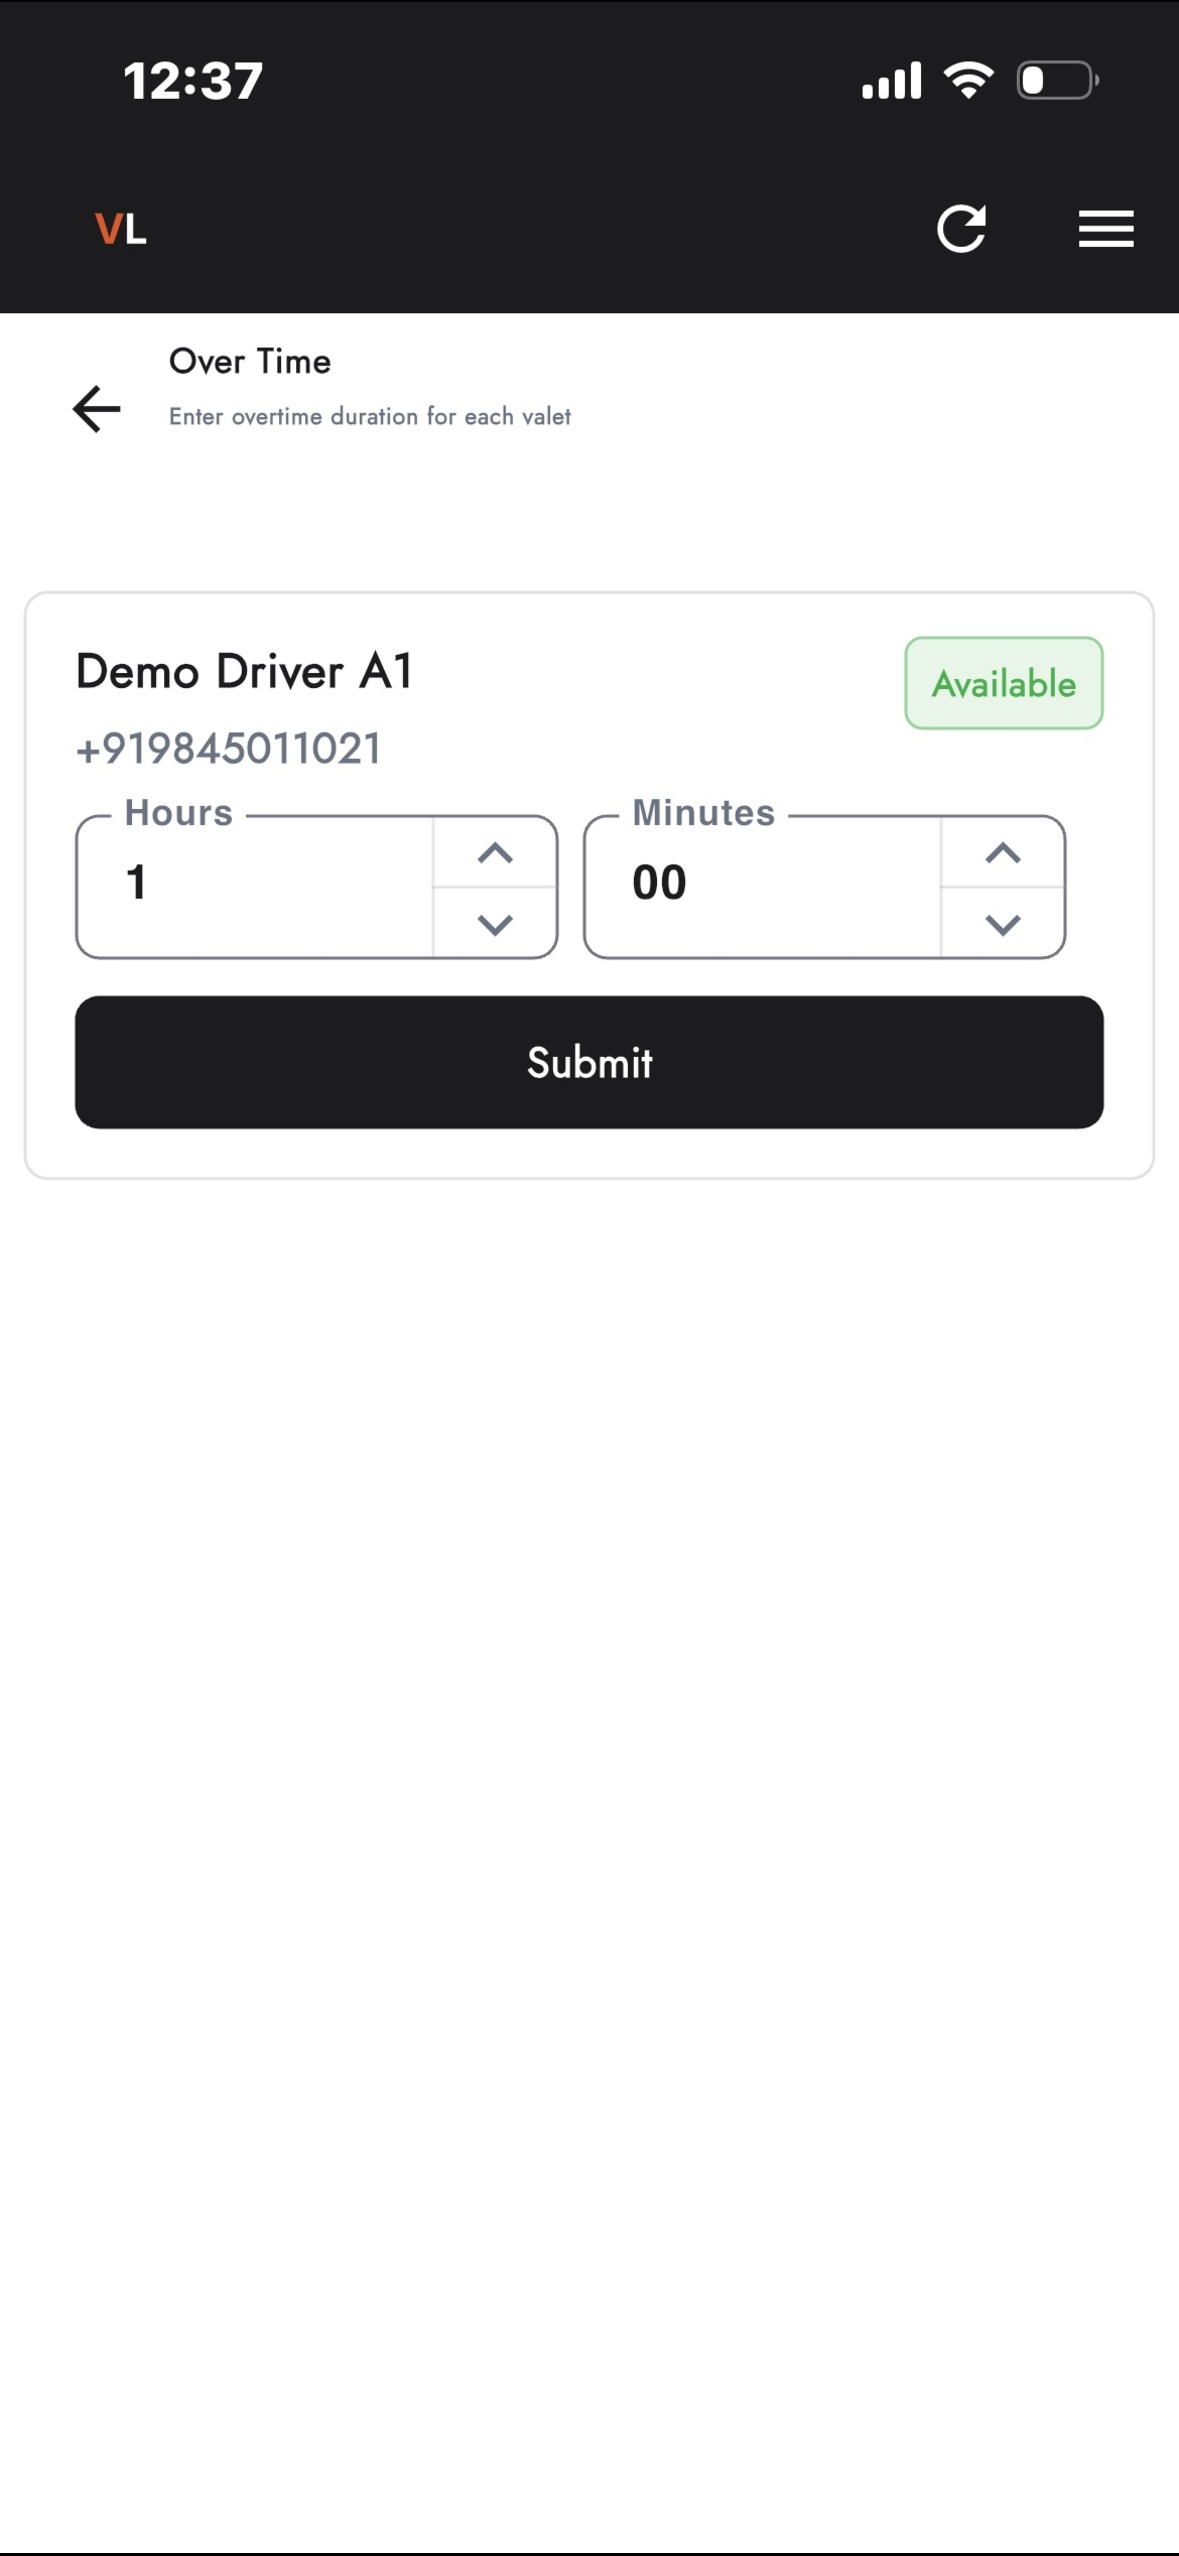 12:37
VL
Over Time
Enter overtime duration for each valet
Demo Driver A1
Available
+919845011021
Hours
Minutes
1
00
Submit